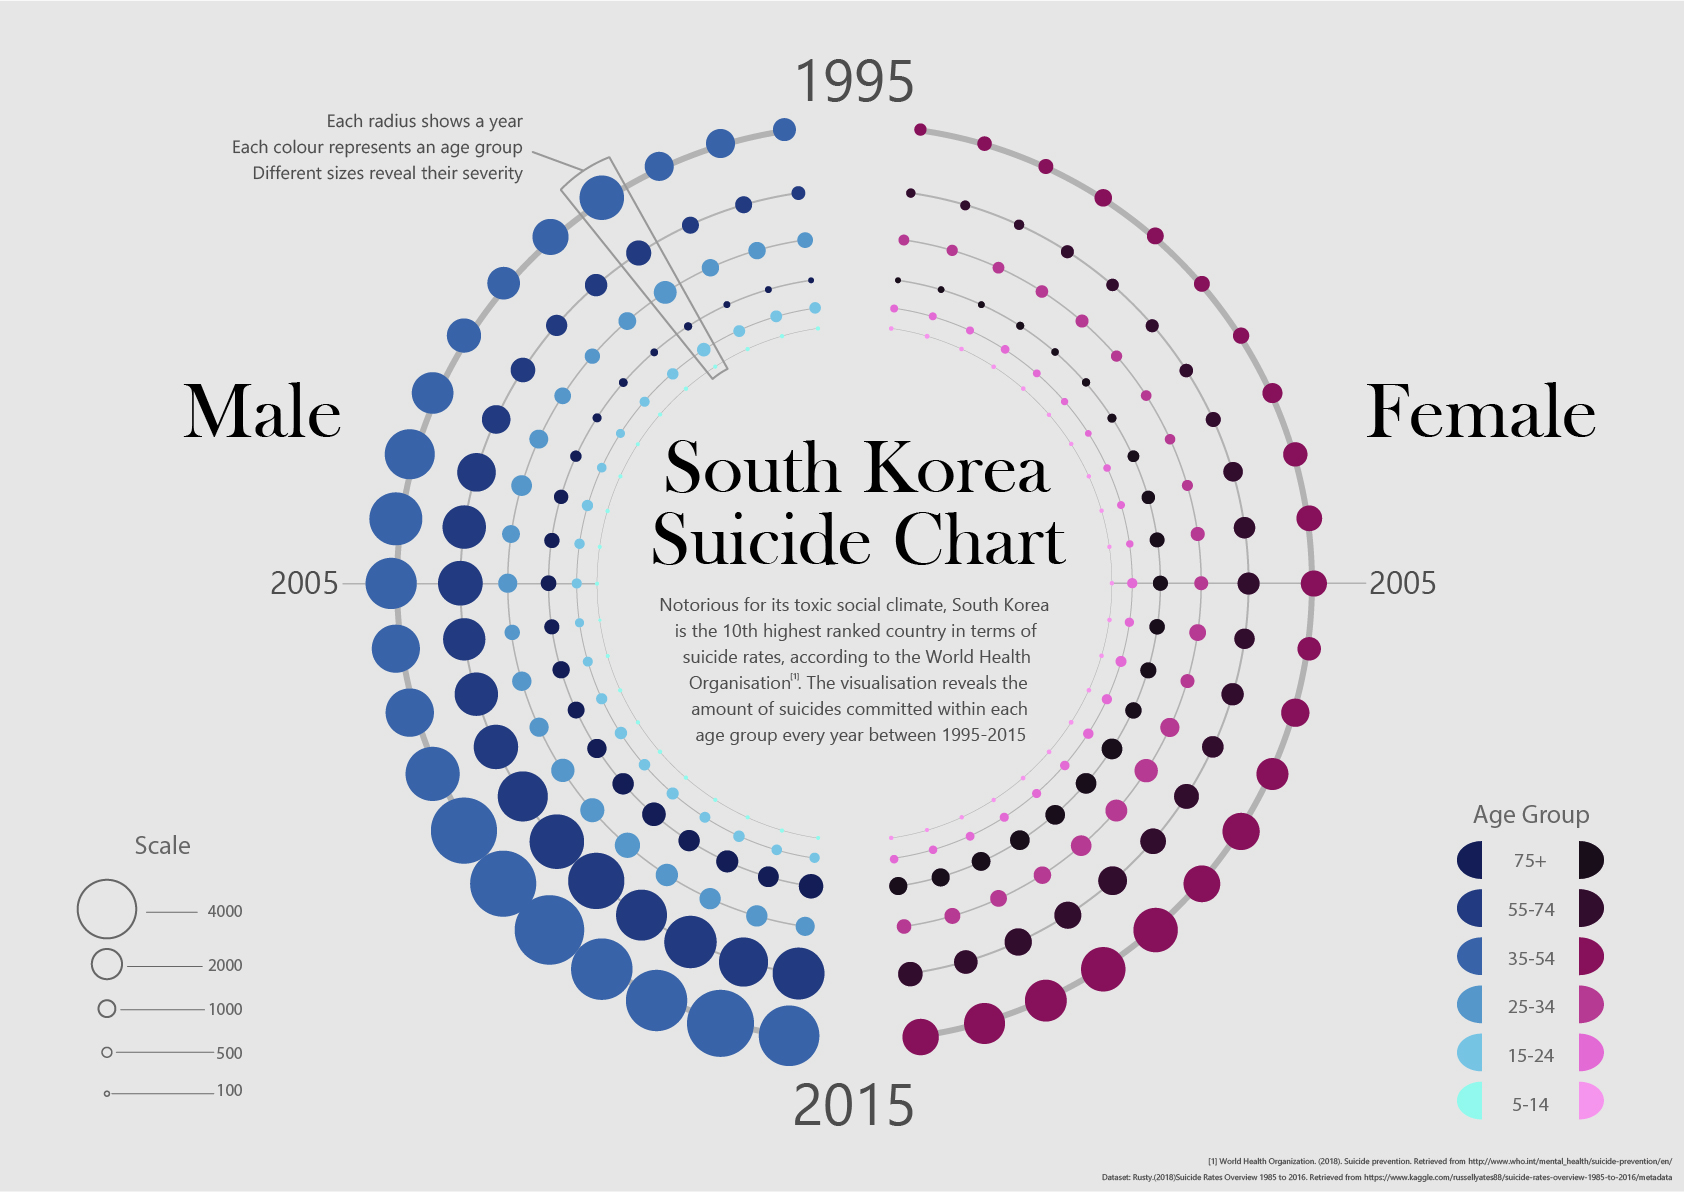 1995
Each radius shows a year
Each colour represents an age group
Different sizes reveal their severity
Male
Female
South Korea
Suicide Chart
2005
2005
Notorious for its toxic social climate, South Korea
is the 10th highest ranked country in terms of
suicide rates, according to the World Health
Organisation[1]. The visualisation reveals the
amount of suicides committed within each
age group every year between 1995-2015
Scale
4000
2000
1000
500
100
Age Group
75+
55-74
35-54
25-34
15-24
5-14
2015
[1] World Health Organization. (2018). Suicide prevention. Retrieved from http://www.who.int/mental_health/suicide-prevention/en/
Dataset: Rusty.(2018)Suicide Rates Overview 1985 to 2016. Retrieved from https://www.kaggle.com/russellyates88/suicide-rates-overview-1985-to-2016/metadata